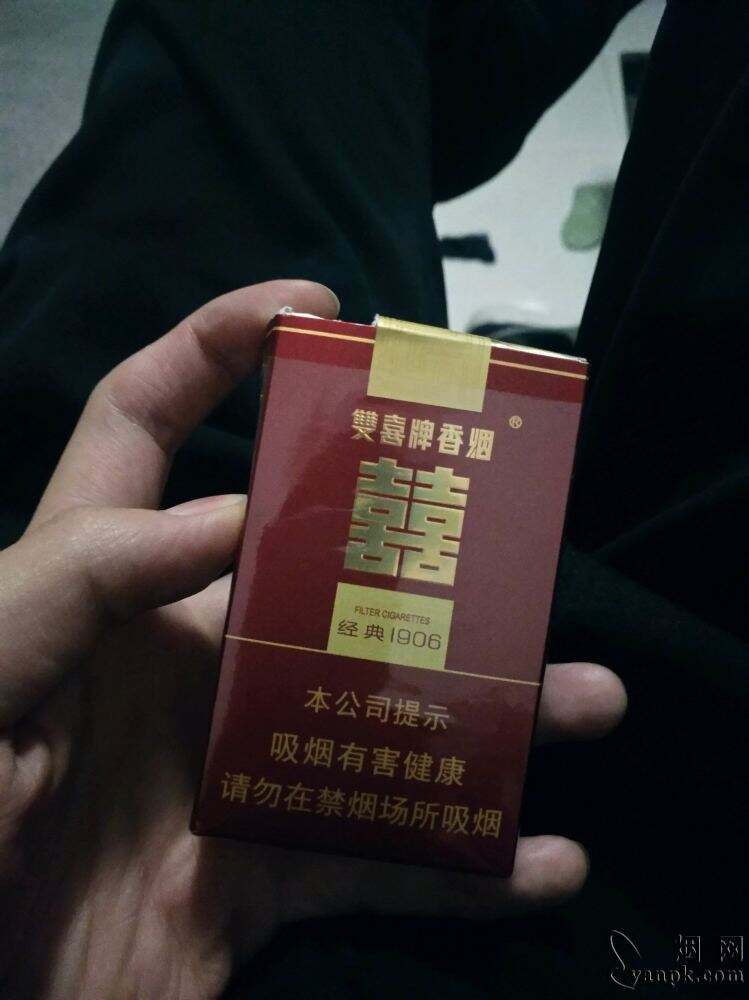 雙喜牌香烟 ®
囍
FILTER CIGARETTES
经典1906
本公司提示
吸烟有害健康
请勿在禁烟场所吸烟
烟网
yanpk.com